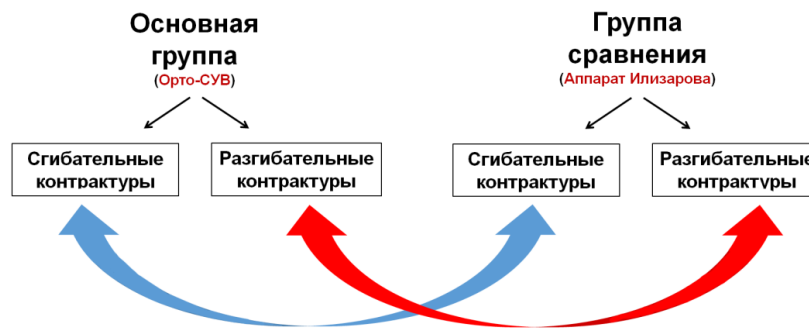 Основная
группа
(Орто-СУВ)
Группа
сравнения
(Аппарат Илизарова)
Сгибательные
контрактуры
Разгибательные
контрактуры
Сгибательные
контрактуры
Разгибательные
контрактуры